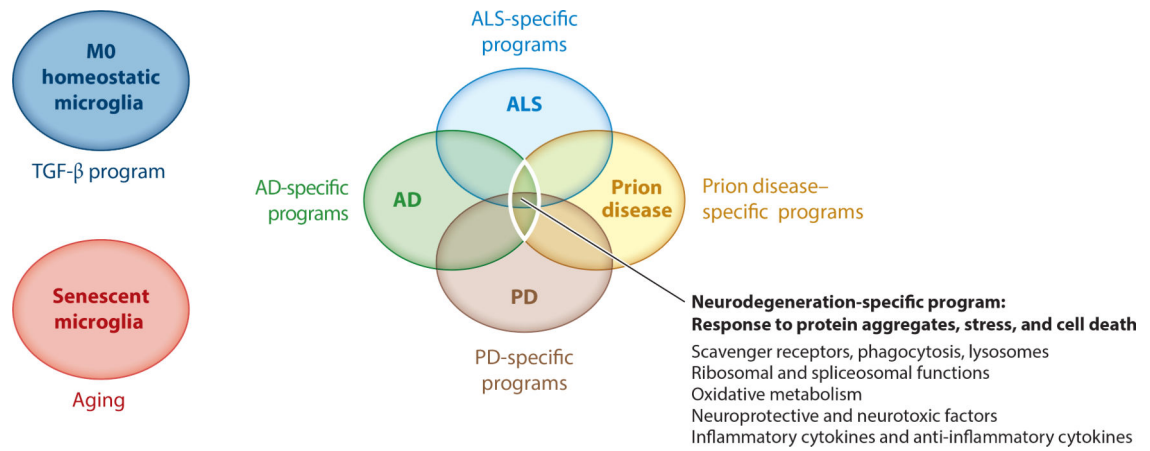 M0
homeostatic
microglia
TGF-β program
Senescent
microglia
Aging
ALS-specific
programs
ALS
AD-specific
programs
AD
Prion
disease
Prion disease–
specific programs
PD
PD-specific
programs
Neurodegeneration-specific program:
Response to protein aggregates, stress, and cell death
Scavenger receptors, phagocytosis, lysosomes
Ribosomal and spliceosomal functions
Oxidative metabolism
Neuroprotective and neurotoxic factors
Inflammatory cytokines and anti-inflammatory cytokines